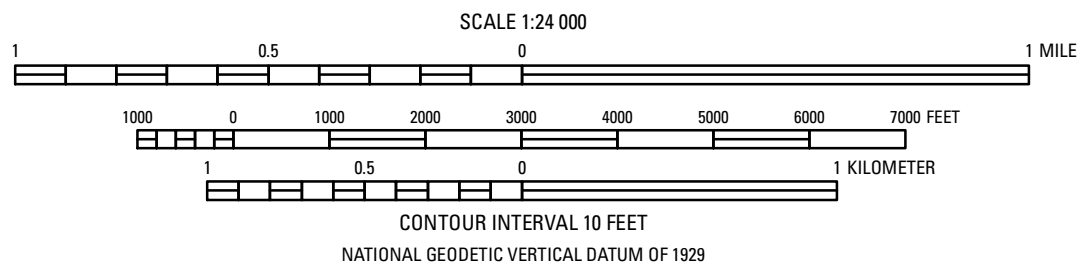 SCALE 1:24 000
1 0.5 0 1 MILE
1000 0 1000 2000 3000 4000 5000 6000 7000 FEET
1 0.5 0 1 KILOMETER
CONTOUR INTERVAL 10 FEET
NATIONAL GEODETIC VERTICAL DATUM OF 1929